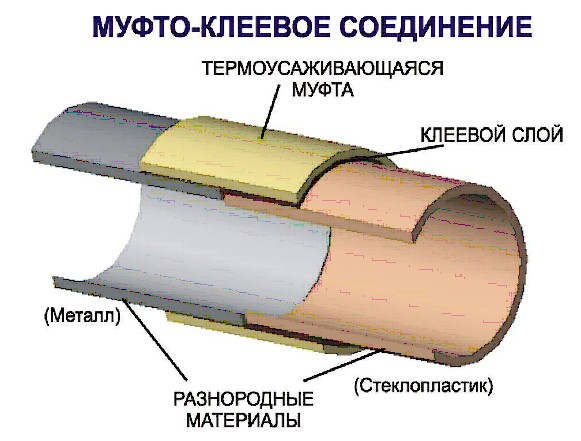 МУФТО-КЛЕЕВОЕ СОЕДИНЕНИЕ
ТЕРМОУСАЖИВАЮЩАЯСЯ
МУФТА
КЛЕЕВОЙ СЛОЙ
(Металл)
(Стеклопластик)
РАЗНОРОДНЫЕ
МАТЕРИАЛЫ